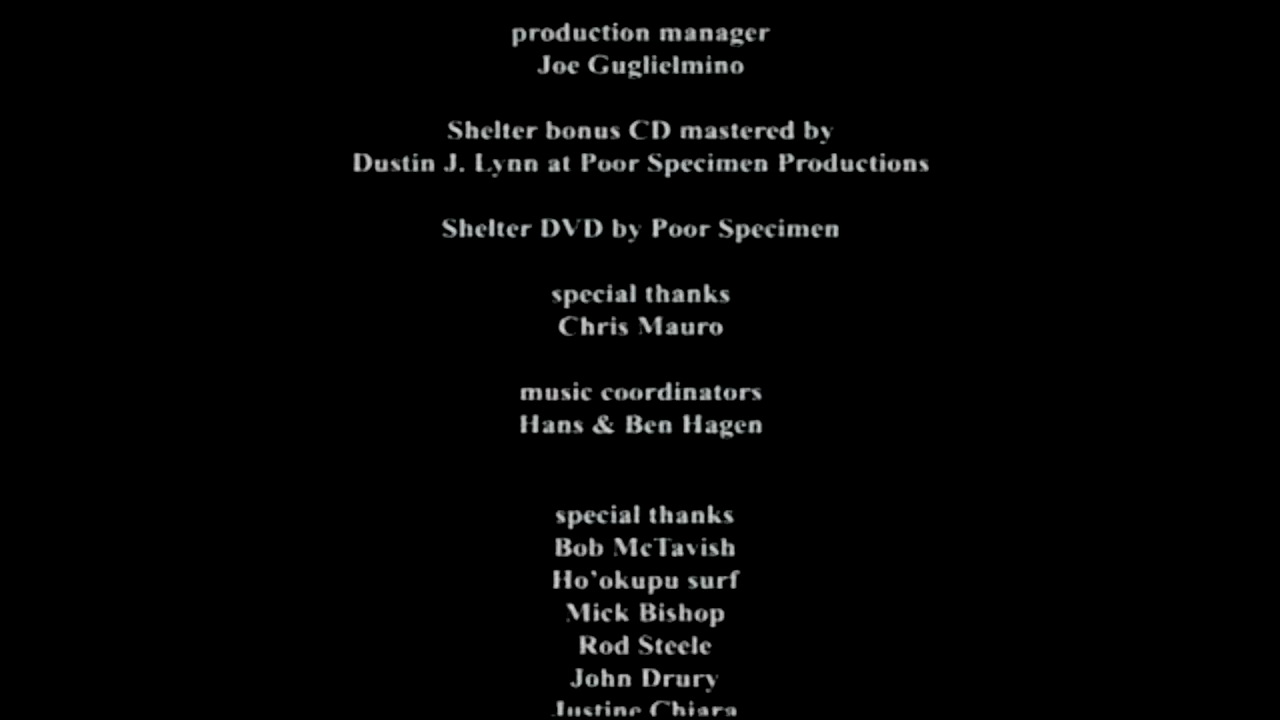 production manager
Joe Guglielmino
Shelter bonus CD mastered by
Dustin J. Lynn at Poor Specimen Productions
Shelter DVD by Poor Specimen
special thanks
Chris Mauro
music coordinators
Hans & Ben Hagen
special thanks
Bob McTavish
Ho'okupu surf
Mick Bishop
Rod Steele
John Drury
Justine Chiara